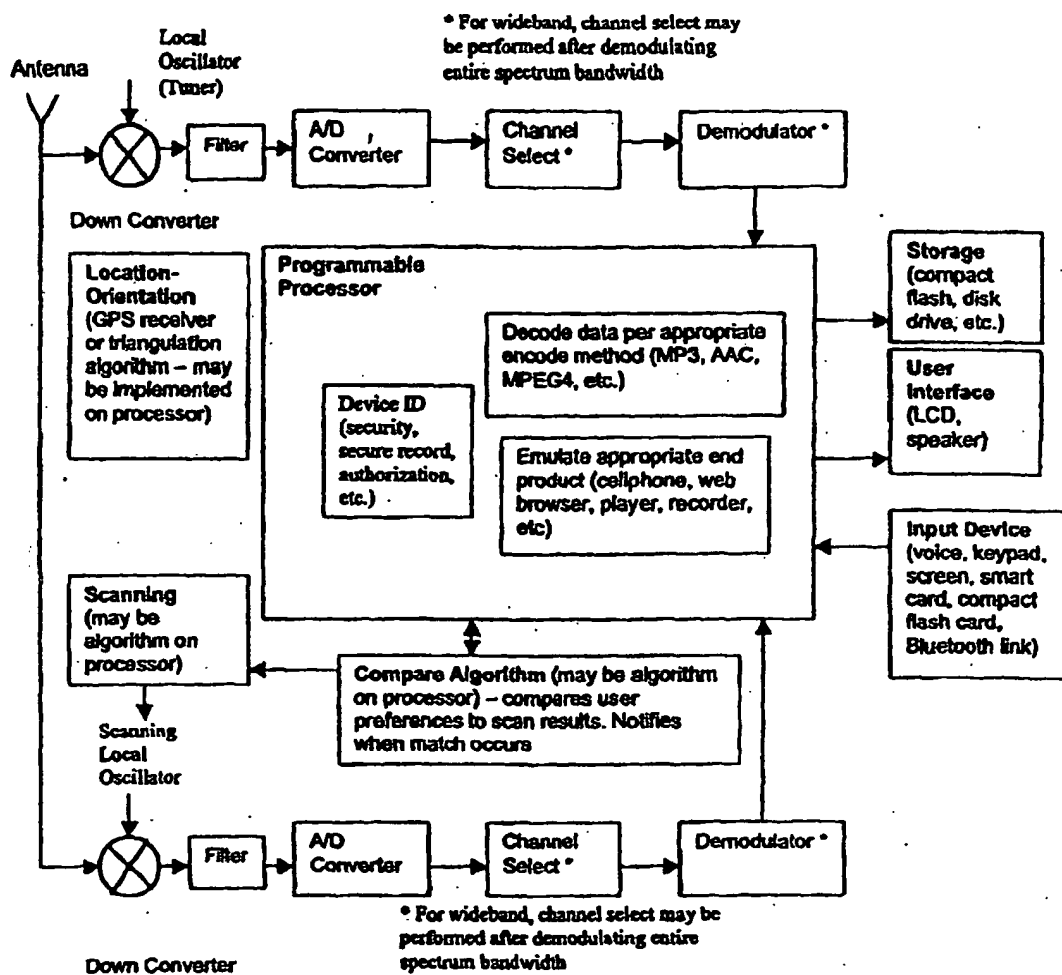 * For wideband, channel select may
be performed after demodulating
entire spectrum bandwidth
Local
Oscillator
(Tuner)
Antenna
Filter
A/D
Converter
Channel
Select *
Demodulator *
Down Converter
Location-
Orientation
(GPS receiver
or triangulation
algorithm – may
be implemented
on processor)
Programmable
Processor
Decode data per appropriate
encode method (MP3, AAC,
MPEG4, etc.)
Device ID
(security,
secure record,
authorization,
etc.)
Emulate appropriate end
product (cellphone, web
browser, player, recorder,
etc)
Storage
(compact
flash, disk
drive, etc.)
User
Interface
(LCD,
speaker)
Input Device
(voice, keypad,
screen, smart
card, compact
flash card,
Bluetooth link)
Scanning
(may be
algorithm on
processor)
Compare Algorithm (may be algorithm
on processor) – compares user
preferences to scan results. Notifies
when match occurs
Scanning
Local
Oscillator
Filter
A/D
Converter
Channel
Select *
Demodulator *
* For wideband, channel select may be
performed after demodulating entire
spectrum bandwidth
Down Converter